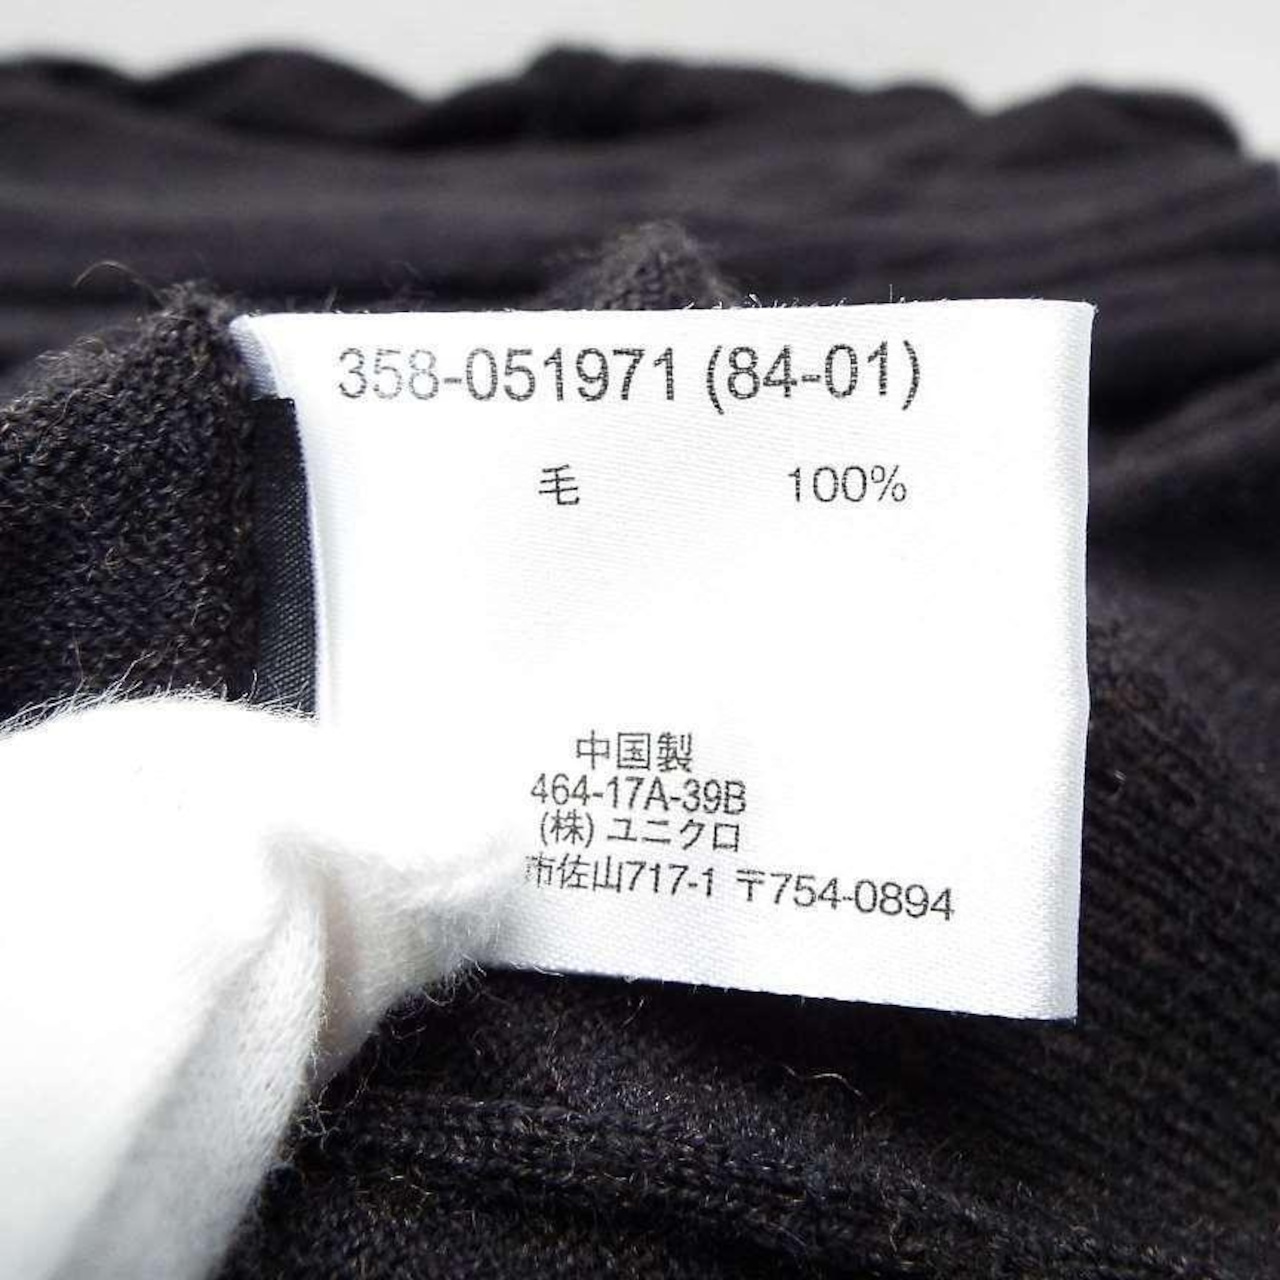 358-051971 (84-01)
毛 100%
中国製
464-17A-39B
(株) ユニクロ
市佐山717-1 〒754-0894